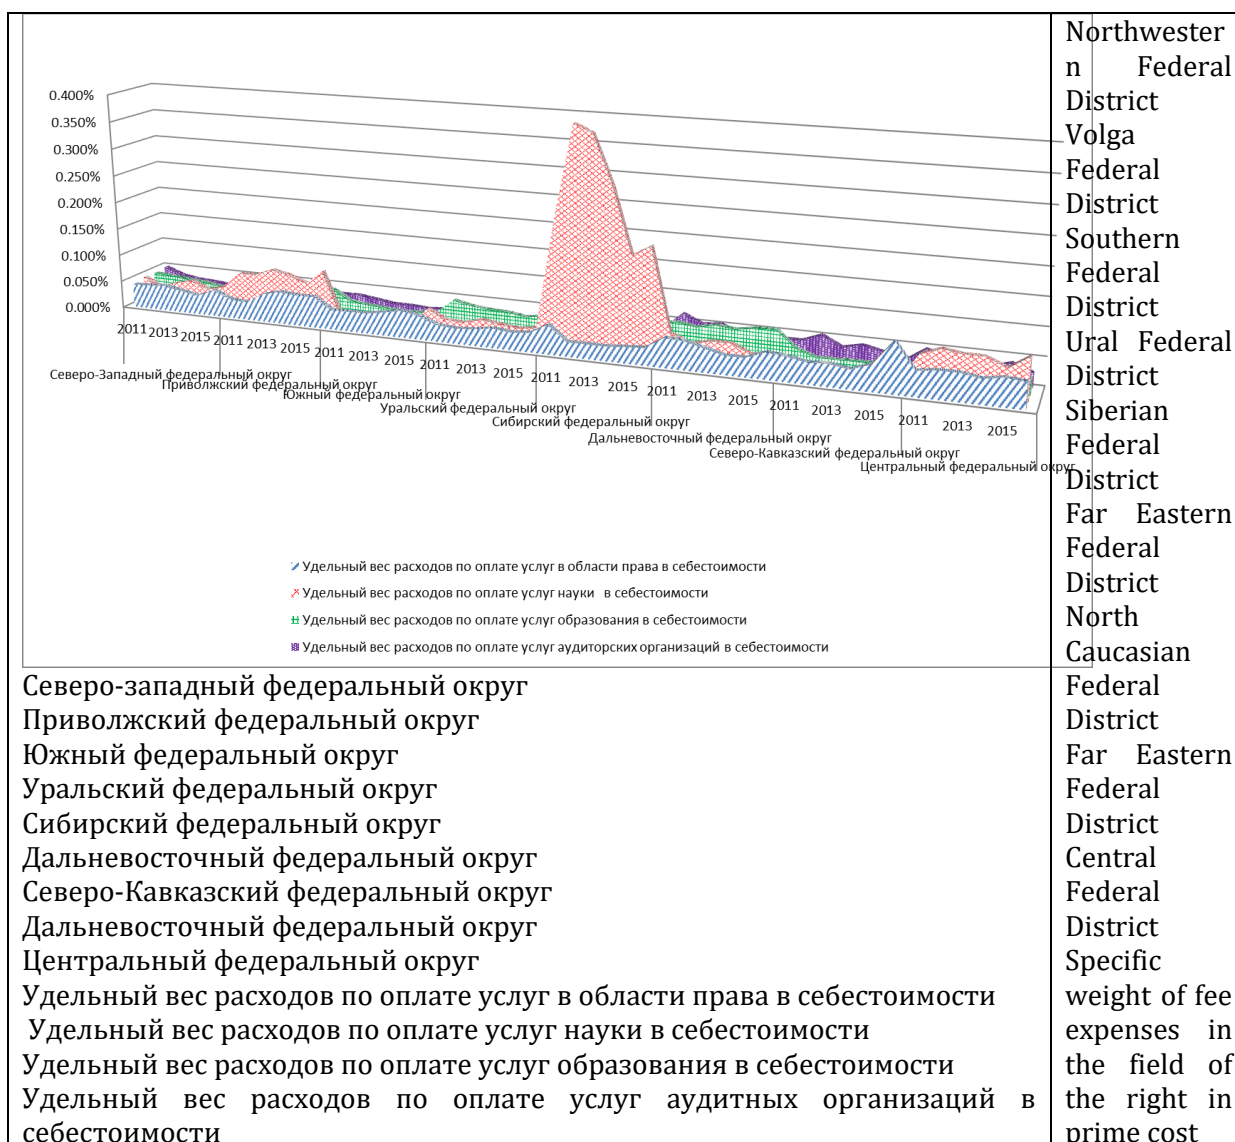 0.400%
0.350%
0.300%
0.250%
0.200%
0.150%
0.100%
0.050%
0.000%
2011 2013 2015 2011 2013 2015 2011 2013 2015 2011 2013 2015 2011 2013 2015 2011 2013 2015 2011 2013 2015 2011 2013 2015
Северо-Западный федеральный округ
Приволжский федеральный округ
Южный федеральный округ
Уральский федеральный округ
Сибирский федеральный округ
Дальневосточный федеральный округ
Северо-Кавказский федеральный округ
Центральный федеральный округ
Удельный вес расходов по оплате услуг в области права в себестоимости
Удельный вес расходов по оплате услуг науки в себестоимости
Удельный вес расходов по оплате услуг образования в себестоимости
Удельный вес расходов по оплате услуг аудиторских организаций в себестоимости
Северо-западный федеральный округ
Приволжский федеральный округ
Южный федеральный округ
Уральский федеральный округ
Сибирский федеральный округ
Дальневосточный федеральный округ
Северо-Кавказский федеральный округ
Дальневосточный федеральный округ
Центральный федеральный округ
Удельный вес расходов по оплате услуг в области права в себестоимости
Удельный вес расходов по оплате услуг науки в себестоимости
Удельный вес расходов по оплате услуг образования в себестоимости
Удельный вес расходов по оплате услуг аудитных организаций в
себестоимости
Northwester
n Federal
District
Volga
Federal
District
Southern
Federal
District
Ural Federal
District
Siberian
Federal
District
Far Eastern
Federal
District
North
Caucasian
Federal
District
Far Eastern
Federal
District
Central
Federal
District
Specific
weight of fee
expenses in
the field of
the right in
prime cost